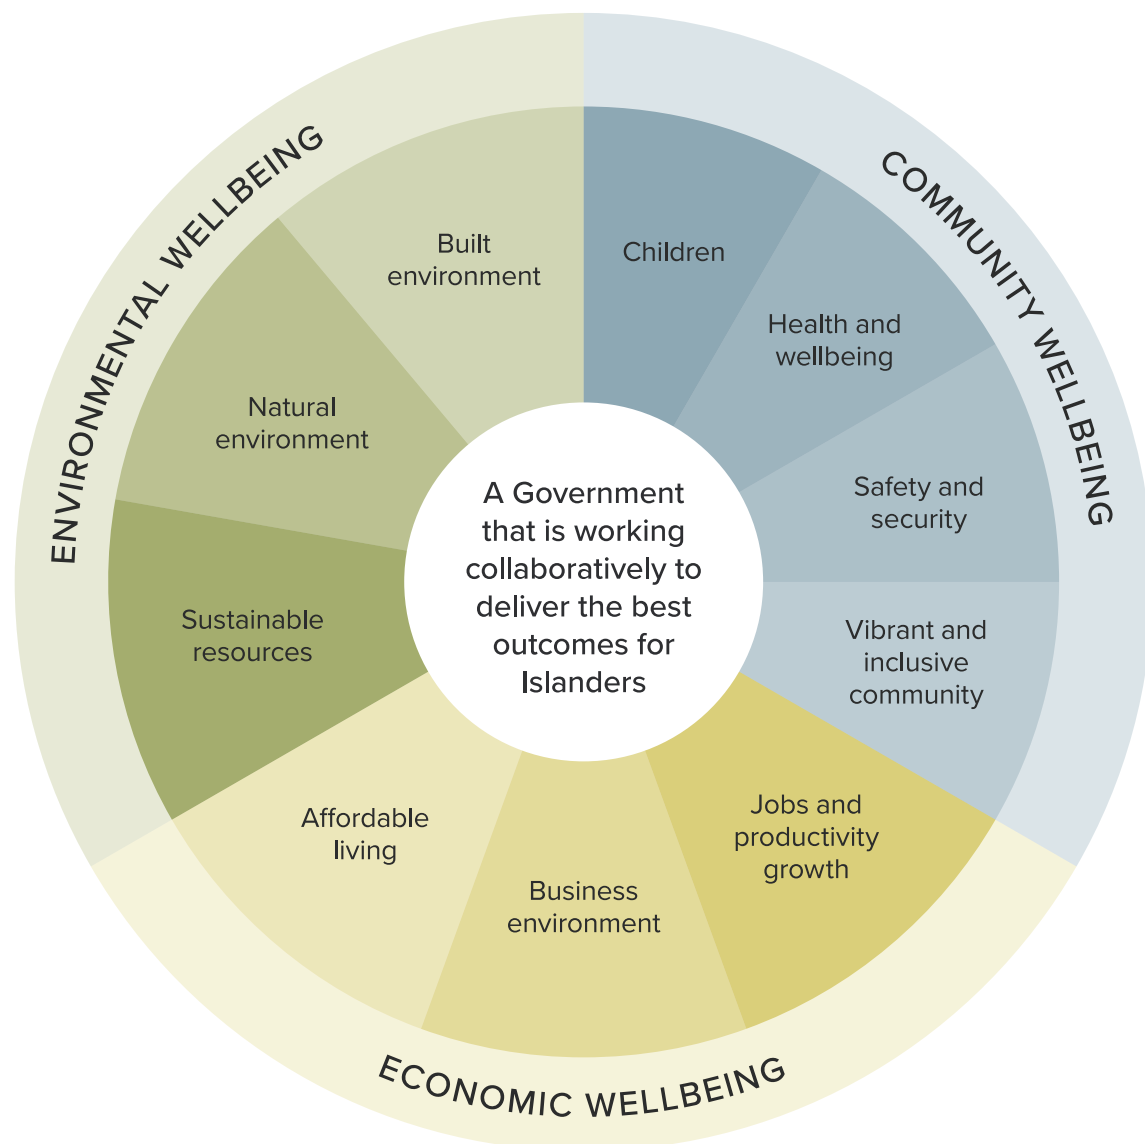 COMMUNITY WELLBEING
Children
Health and
wellbeing
Safety and
security
Vibrant and
inclusive
community
ECONOMIC WELLBEING
Jobs and
productivity
growth
Business
environment
Affordable
living
ENVIRONMENTAL WELLBEING
Sustainable
resources
Natural
environment
Built
environment
A Government
that is working
collaboratively to
deliver the best
outcomes for
Islanders